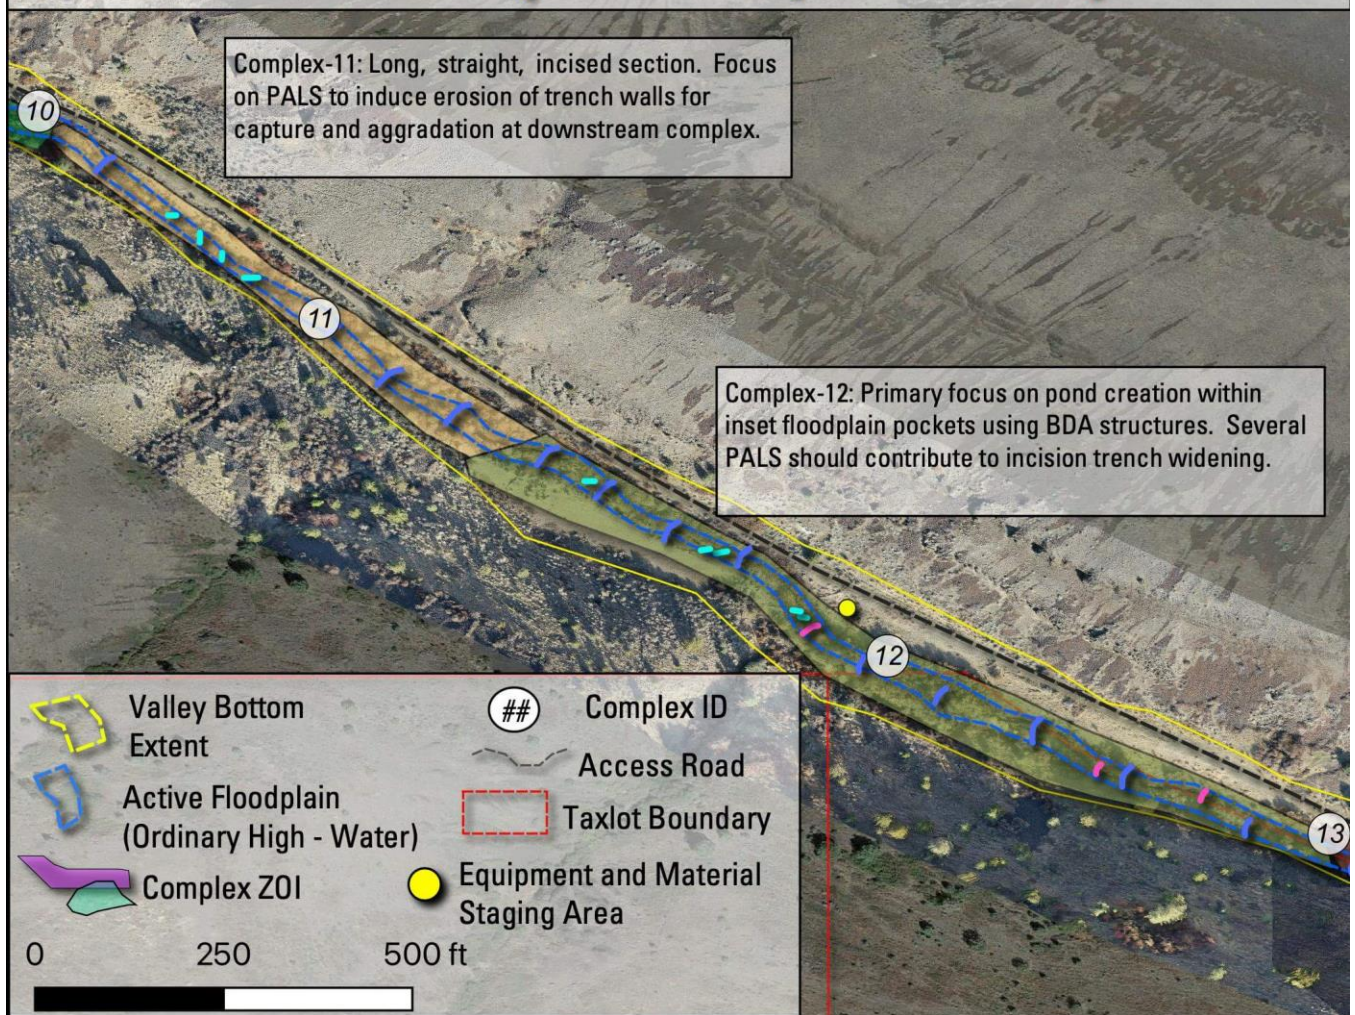 Complex-11: Long, straight, incised section. Focus
on PALS to induce erosion of trench walls for
capture and aggradation at downstream complex.
10
11
Complex-12: Primary focus on pond creation within
inset floodplain pockets using BDA structures. Several
PALS should contribute to incision trench widening.
12
13
Valley Bottom
Extent
Active Floodplain
(Ordinary High - Water)
Complex ZOI
## Complex ID
Access Road
Taxlot Boundary
Equipment and Material
Staging Area
0 250 500 ft